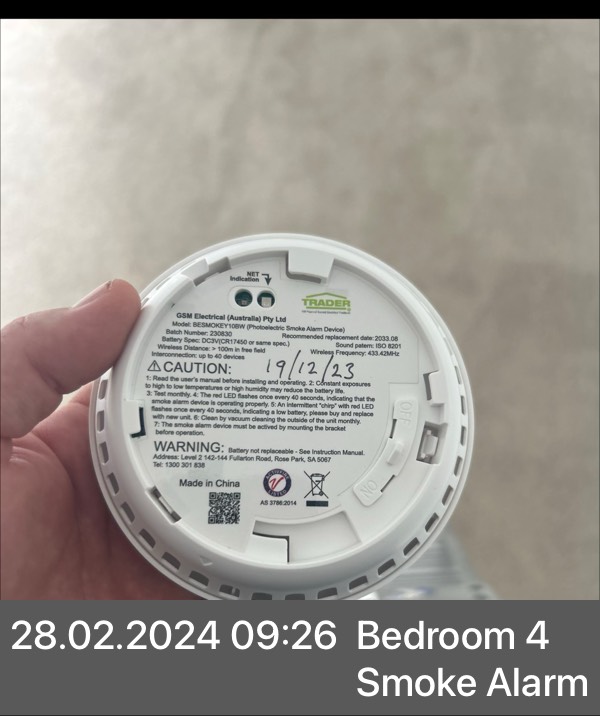 NET
Indication
TRADER
GSM Electrical (Australia) Pty Ltd
Model: BESMOKEY10BW (Photoelectric Smoke Alarm Device)
Batch Number: 230830
Recommended replacement date: 2033.08
Battery Spec: DC3V(CR17450 or same spec.)
Sound pattern: ISO 8201
Wireless Distance: > 100m in free field
Wireless Frequency: 433.42MHz
Interconnection: up to 40 devices
CAUTION:
19/12/23
1: Read the user's manual before installing and operating. 2: Constant exposures
to high to low temperatures or high humidity may reduce the battery life.
3: Test monthly. 4: The red LED flashes once every 40 seconds, indicating that the
smoke alarm device is operating properly. 5: An intermittent "chirp" with red LED
flashes once every 40 seconds, indicating a low battery, please buy and replace
with new unit. 6: Clean by vacuum cleaning the outside of the unit monthly.
7: The smoke alarm device must be actived by mounting the bracket
before operation.
WARNING: Battery not replaceable - See Instruction Manual.
Address: Level 2 142-144 Fullarton Road, Rose Park, SA 5067
Tel: 1300 301 838
Made in China
AS 3786:2014
OFF
ON
28.02.2024 09:26 Bedroom 4
Smoke Alarm